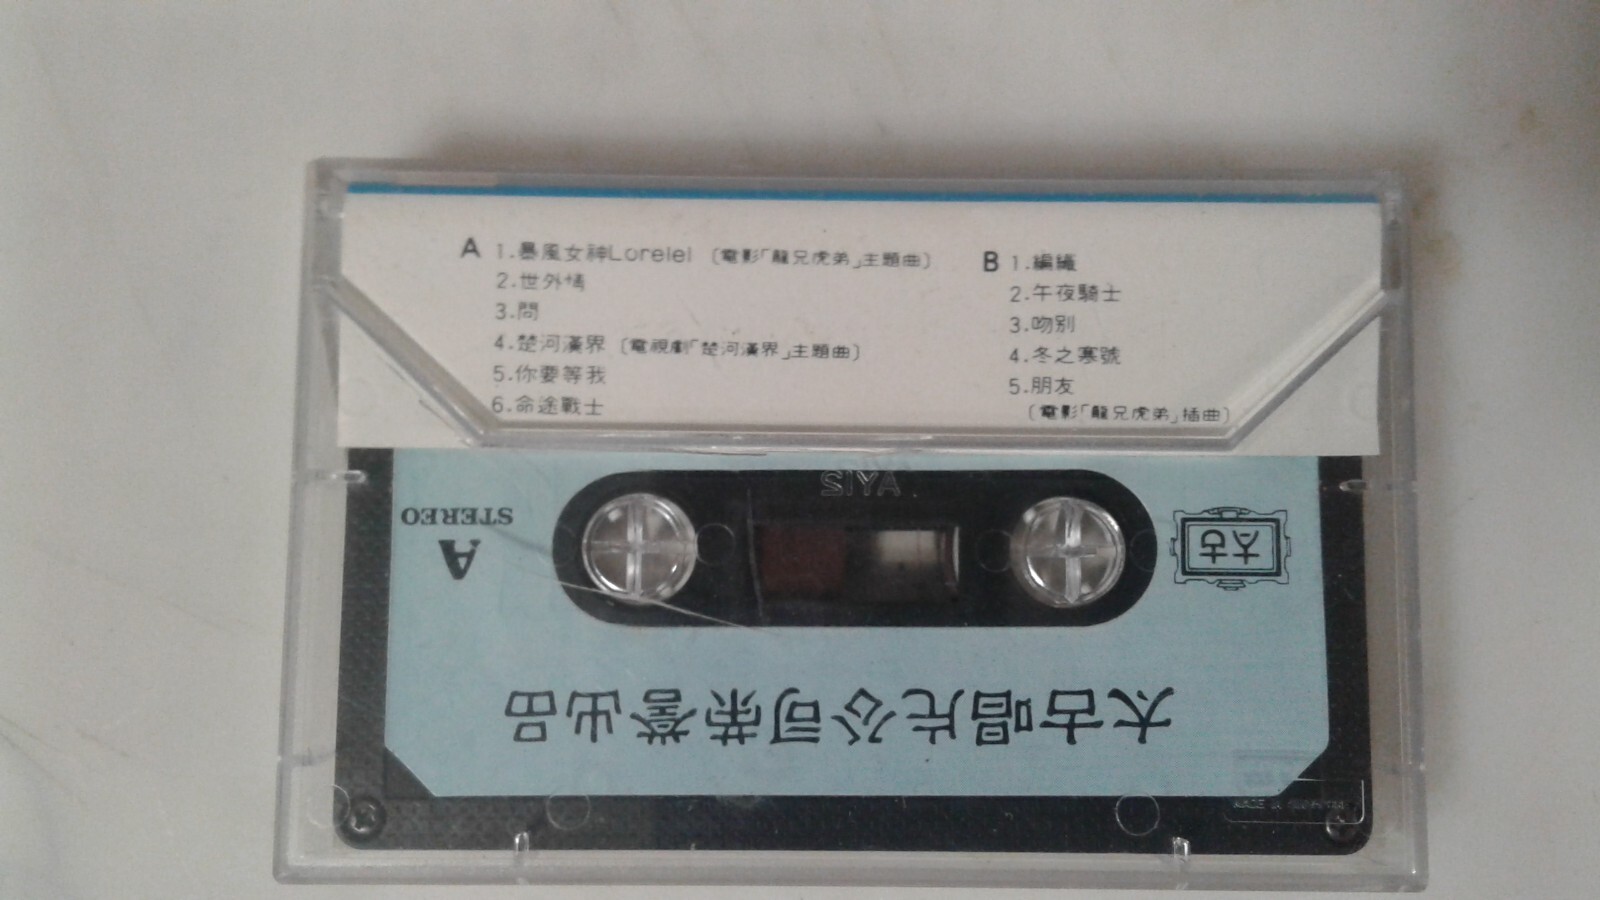 A
1.暴風女神Lorelei〔電影「龍兄虎弟」主題曲〕
2.世外情
3.問
4.楚河漢界〔電視劇「楚河漢界」主題曲〕
5.你要等我
6.命途戰士
B
1.編織
2.午夜騎士
3.吻別
4.冬之寒號
5.朋友
〔電影「龍兄虎弟」插曲〕
SIYA
A
STEREO
太古
太古唱片公司榮譽出品